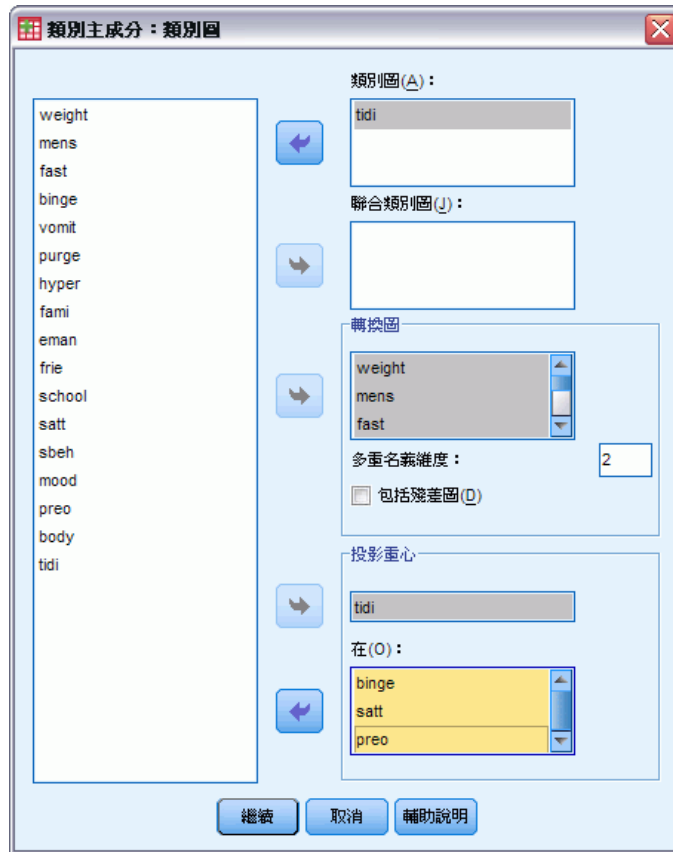 類別主成分：類別圖
weight
mens
fast
binge
vomit
purge
hyper
fami
eman
frie
school
satt
sbeh
mood
preo
body
tidi
類別圖(A)：
tidi
聯合類別圖(J)：
轉換圖
weight
mens
fast
多重名義維度：
2
包括殘差圖(D)
投影重心
tidi
在(O)：
binge
satt
preo
繼續
取消
輔助說明